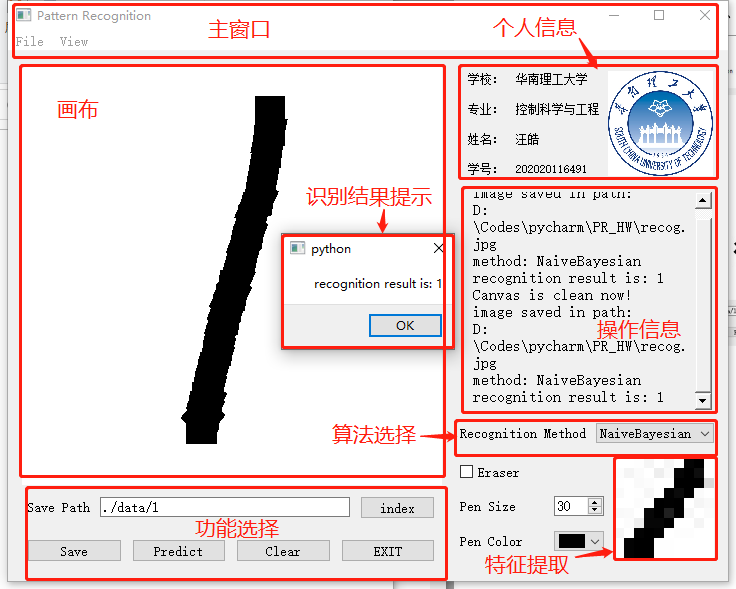 Pattern Recognition
主窗口
个人信息
File View
画布
学校: 华南理工大学
专业: 控制科学与工程
姓名: 汪皓
学号: 202020116491
SOUTH CHINA UNIVERSITY OF TECHNOLOGY
识别结果提示
python
recognition result is: 1
OK
image saved in path:
D:
\Codes\pycharm\PR_HW\recog.
jpg
method: NaiveBayesian
recognition result is: 1
Canvas is clean now!
image saved in path:
D:
\Codes\pycharm\PR_HW\recog.
jpg
method: NaiveBayesian
recognition result is: 1
操作信息
算法选择
Recognition Method NaiveBayesian
Eraser
Pen Size 30
Pen Color
特征提取
Save Path ./data/1 index
功能选择
Save Predict Clear EXIT